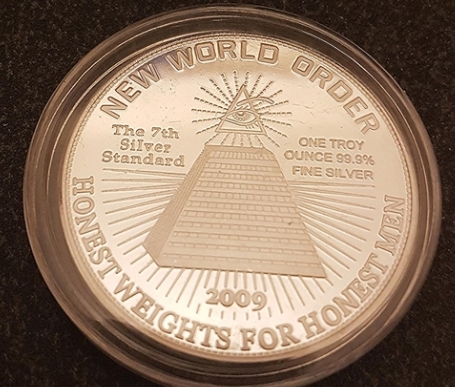 NEW WORLD ORDER
The 7th
Silver
Standard
ONE TROY
OUNCE 99.9%
FINE SILVER
2009
HONEST WEIGHTS FOR HONEST MEN